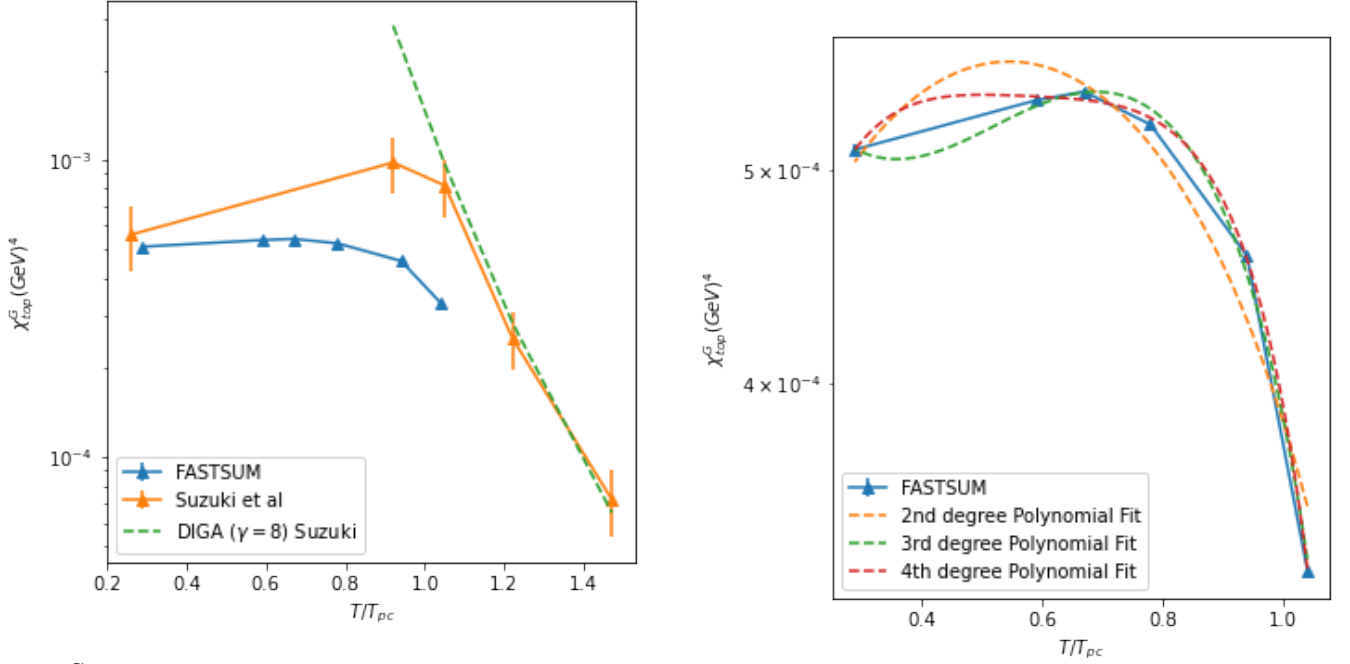 10⁻³
10⁻⁴
χ_top^G (GeV)⁴
FASTSUM
Suzuki et al
DIGA (γ = 8) Suzuki
0.2 0.4 0.6 0.8 1.0 1.2 1.4
T/T_pc
5 × 10⁻⁴
4 × 10⁻⁴
χ_top^G (GeV)⁴
FASTSUM
2nd degree Polynomial Fit
3rd degree Polynomial Fit
4th degree Polynomial Fit
0.4 0.6 0.8 1.0
T/T_pc